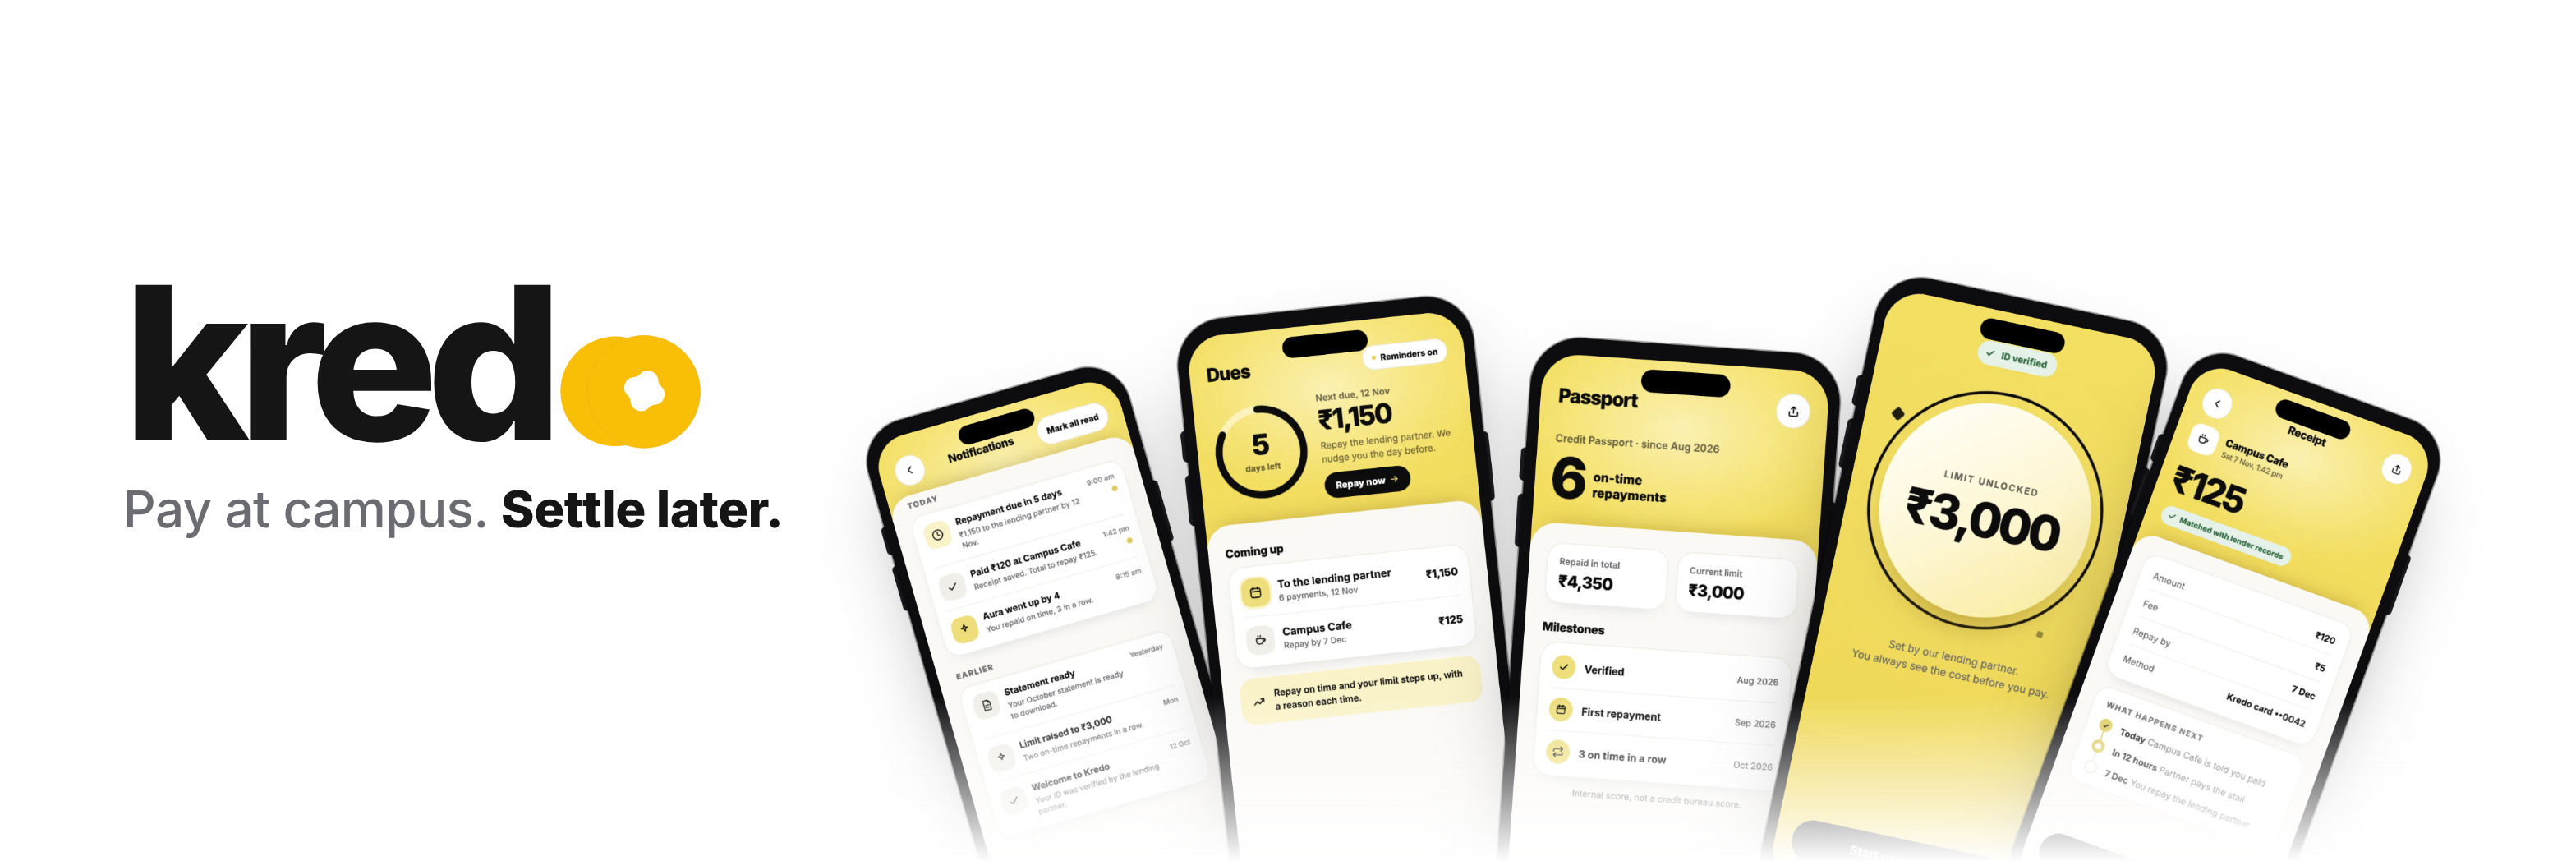 kredo
Pay at campus. Settle later.
Notifications
Mark all read
TODAY
Repayment due in 5 days
9:00 am
₹1,150 to the lending partner by 12
Nov.
Paid ₹120 at Campus Cafe
1:42 pm
Receipt saved. Total to repay ₹125.
Aura went up by 4
8:15 am
You repaid on time, 3 in a row.
EARLIER
Statement ready
Yesterday
Your October statement is ready
to download.
Limit raised to ₹3,000
Mon
Two on-time repayments in a row.
Welcome to Kredo
12 Oct
Your ID was verified by the lending
partner.
Dues
Reminders on
5
days left
Next due, 12 Nov
₹1,150
Repay the lending partner. We
nudge you the day before.
Repay now →
Coming up
To the lending partner
₹1,150
6 payments, 12 Nov
Campus Cafe
₹125
Repay by 7 Dec
Repay on time and your limit steps up, with
a reason each time.
Passport
Credit Passport · since Aug 2026
6 on-time
repayments
Repaid in total
₹4,350
Current limit
₹3,000
Milestones
Verified
Aug 2026
First repayment
Sep 2026
3 on time in a row
Oct 2026
Internal score, not a credit bureau score.
ID verified
LIMIT UNLOCKED
₹3,000
Set by our lending partner.
You always see the cost before you pay.
Receipt
Campus Cafe
Sat 7 Nov, 1:42 pm
₹125
Matched with lender records
Amount
₹120
Fee
₹5
Repay by
7 Dec
Method
Kredo card ••0042
WHAT HAPPENS NEXT
Today Campus Cafe is told you paid
In 12 hours Partner pays the stall
7 Dec You repay the lending partner